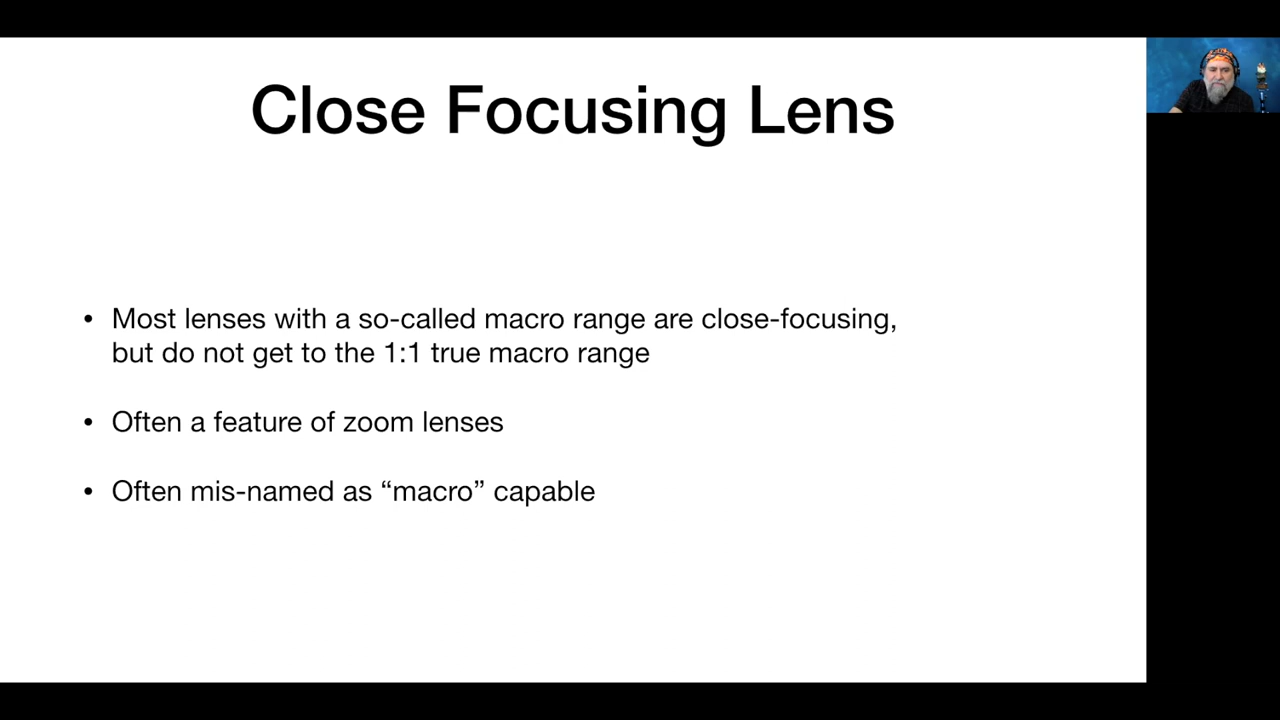 Close Focusing Lens
• Most lenses with a so-called macro range are close-focusing,
but do not get to the 1:1 true macro range
• Often a feature of zoom lenses
• Often mis-named as “macro” capable